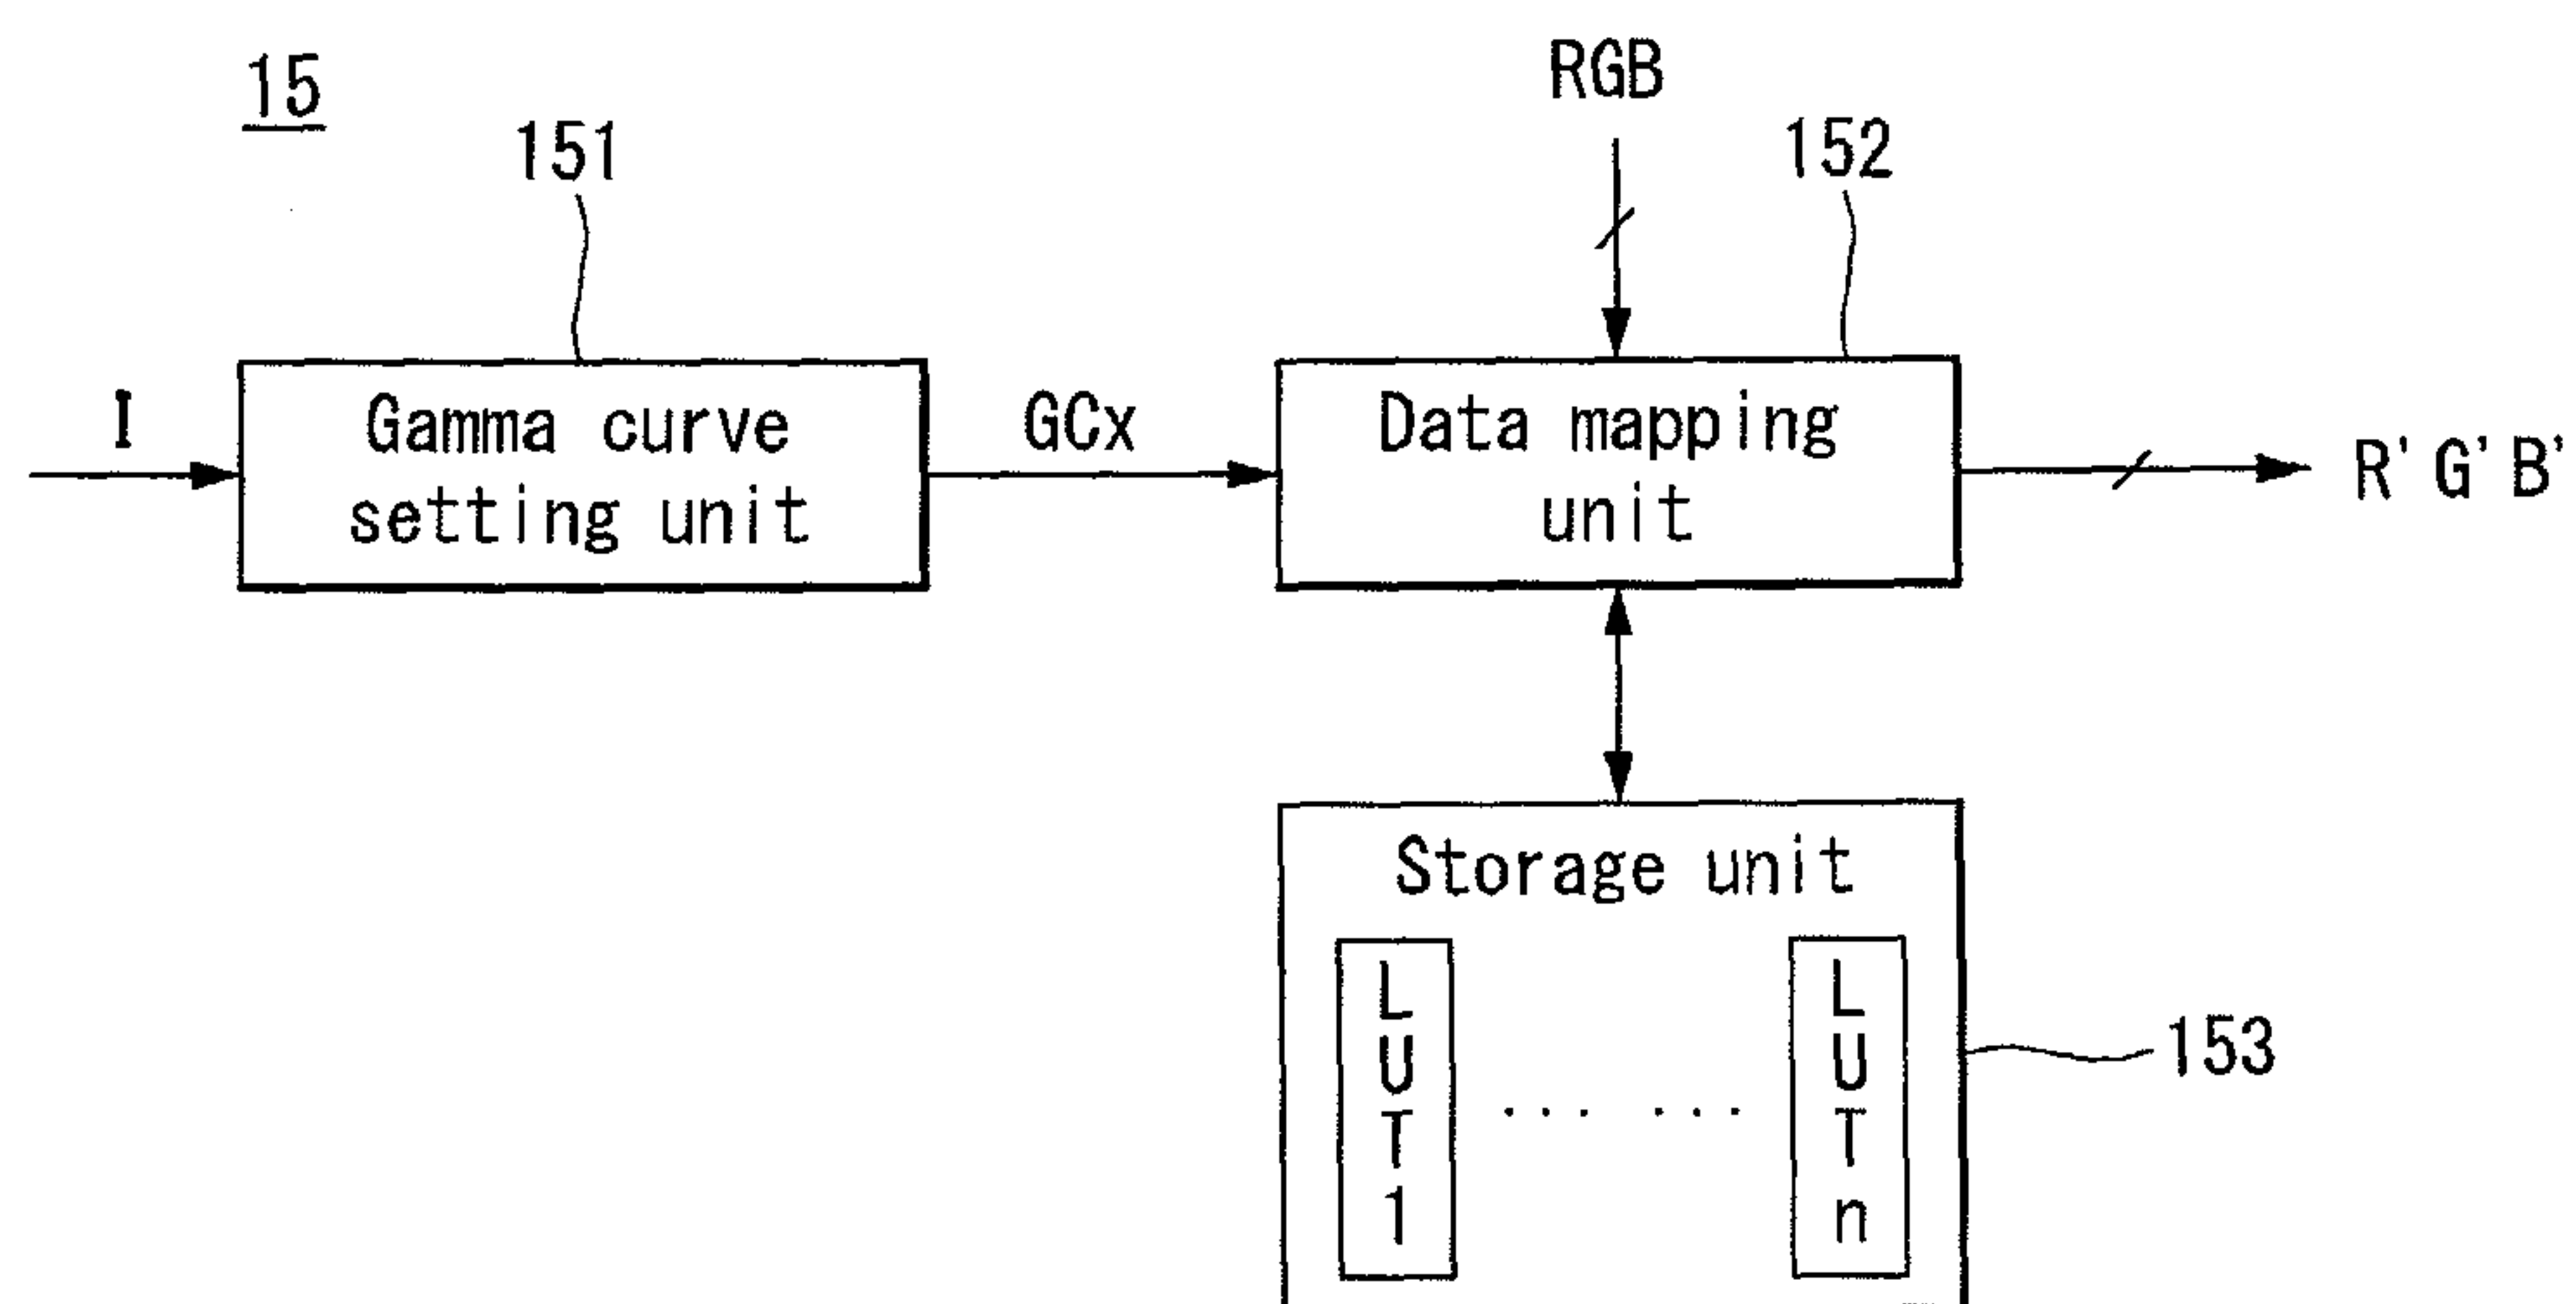 15
151
RGB
152
I
Gamma curve
setting unit
GCx
Data mapping
unit
R' G' B'
Storage unit
LUT1
... ...
LUTn
153